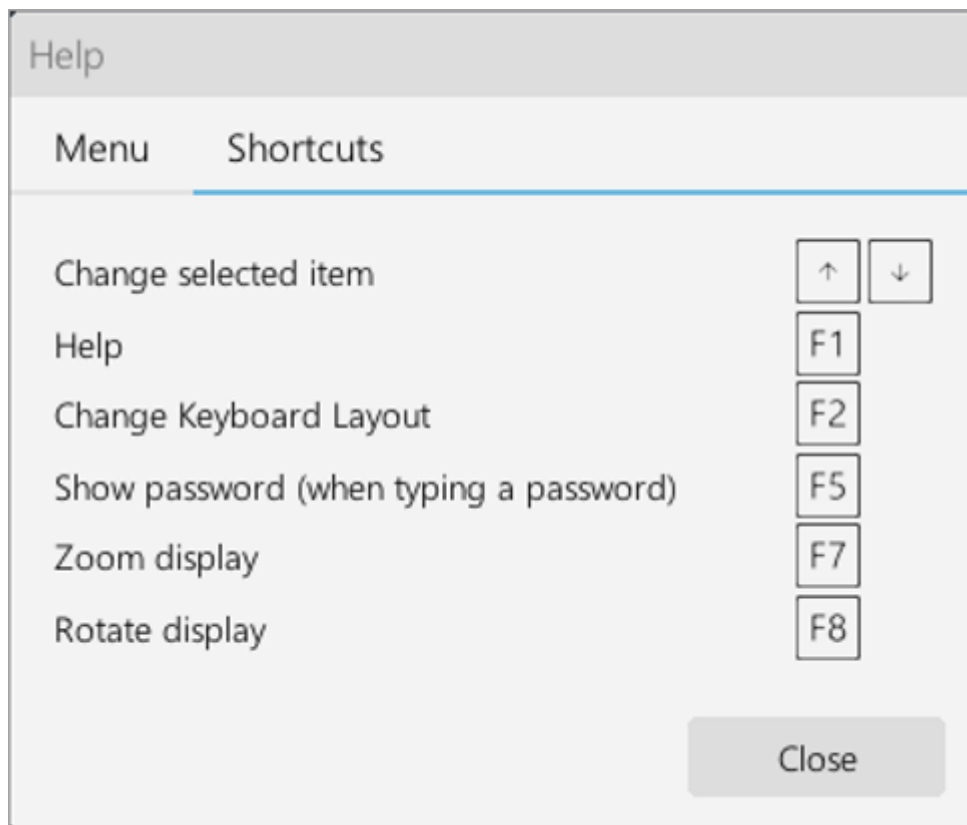 Help
Menu Shortcuts
Change selected item ↑ ↓
Help F1
Change Keyboard Layout F2
Show password (when typing a password) F5
Zoom display F7
Rotate display F8
Close